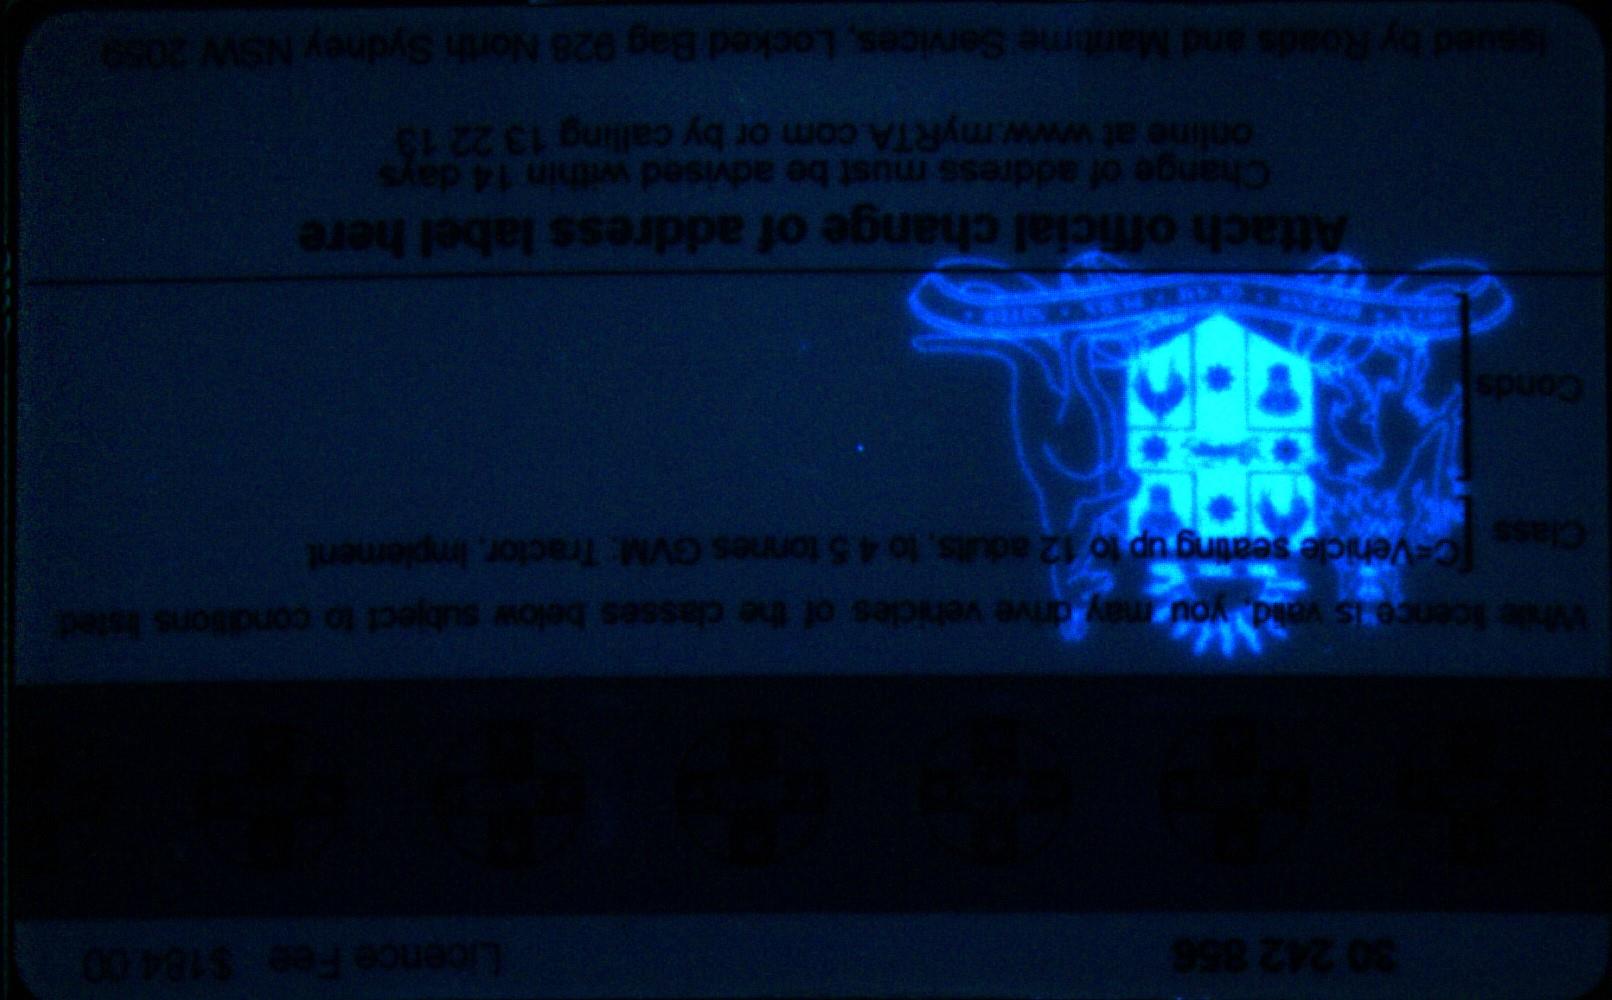 30 242 856 Licence Fee $184.00
While licence is valid, you may drive vehicles of the classes below subject to conditions listed
Class C=Vehicle seating up to 12 adults, to 4.5 tonnes GVM: Tractor, Implement
Conds
Attach official change of address label here
Change of address must be advised within 14 days
online at www.myRTA.com or by calling 13 22 13
Issued by Roads and Maritime Services, Locked Bag 928 North Sydney NSW 2059